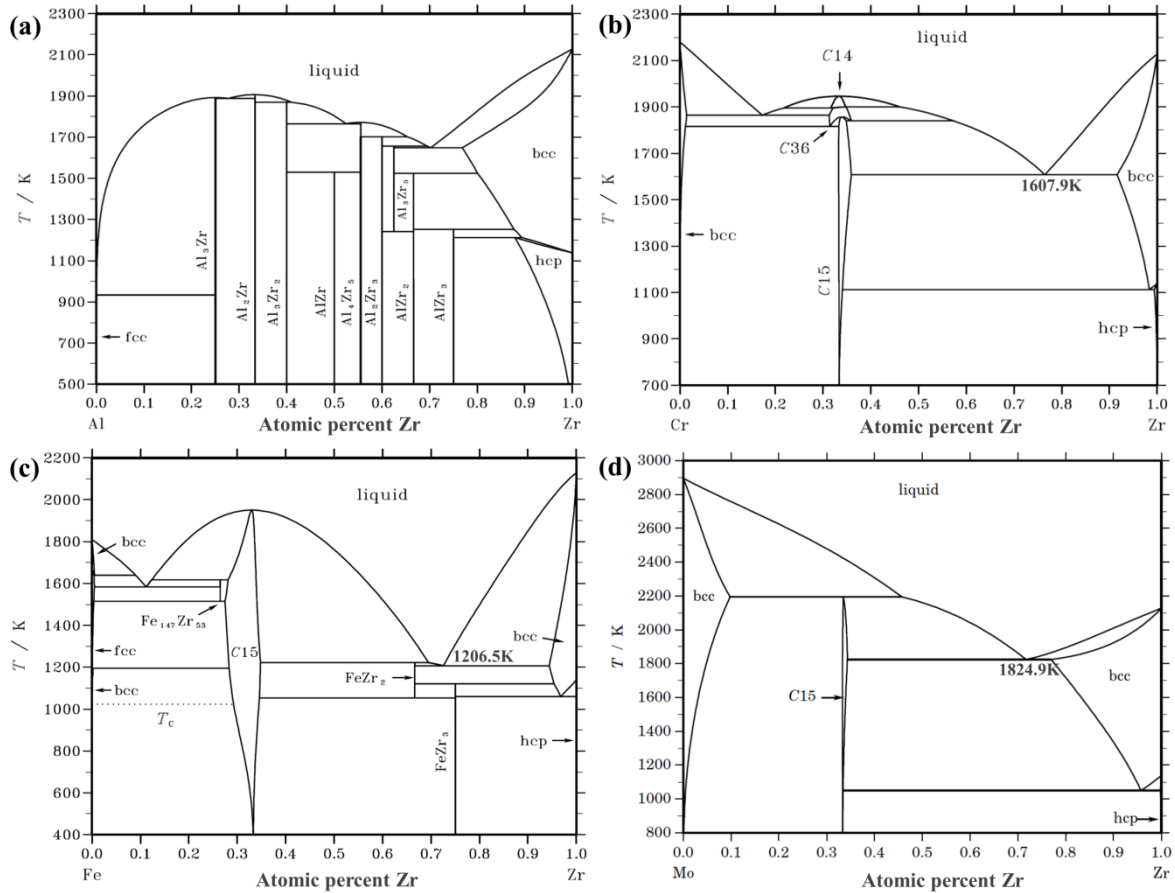 (a)
2300
2100
1900
1700
1500
1300
1100
900
700
500
T / K
liquid
bcc
hcp
fcc
Al₃Zr
Al₂Zr
Al₃Zr₂
AlZr
Al₄Zr₅
Al₂Zr₃
Al₃Zr₅
AlZr₂
AlZr₃
0.0 0.1 0.2 0.3 0.4 0.5 0.6 0.7 0.8 0.9 1.0
Al Atomic percent Zr Zr
(b)
2300
2100
1900
1700
1500
1300
1100
900
700
T / K
liquid
C14
C36
bcc
1607.9K
bcc
C15
hcp
0.0 0.1 0.2 0.3 0.4 0.5 0.6 0.7 0.8 0.9 1.0
Cr Atomic percent Zr Zr
(c)
2200
2000
1800
1600
1400
1200
1000
800
600
400
T / K
liquid
bcc
Fe₁₄₇Zr₅₃
fcc
C15
1206.5K
bcc
FeZr₂
bcc
T_c
hcp
FeZr₃
0.0 0.1 0.2 0.3 0.4 0.5 0.6 0.7 0.8 0.9 1.0
Fe Atomic percent Zr Zr
(d)
3000
2800
2600
2400
2200
2000
1800
1600
1400
1200
1000
800
T / K
liquid
bcc
1824.9K
bcc
C15
hcp
0.0 0.1 0.2 0.3 0.4 0.5 0.6 0.7 0.8 0.9 1.0
Mo Atomic percent Zr Zr